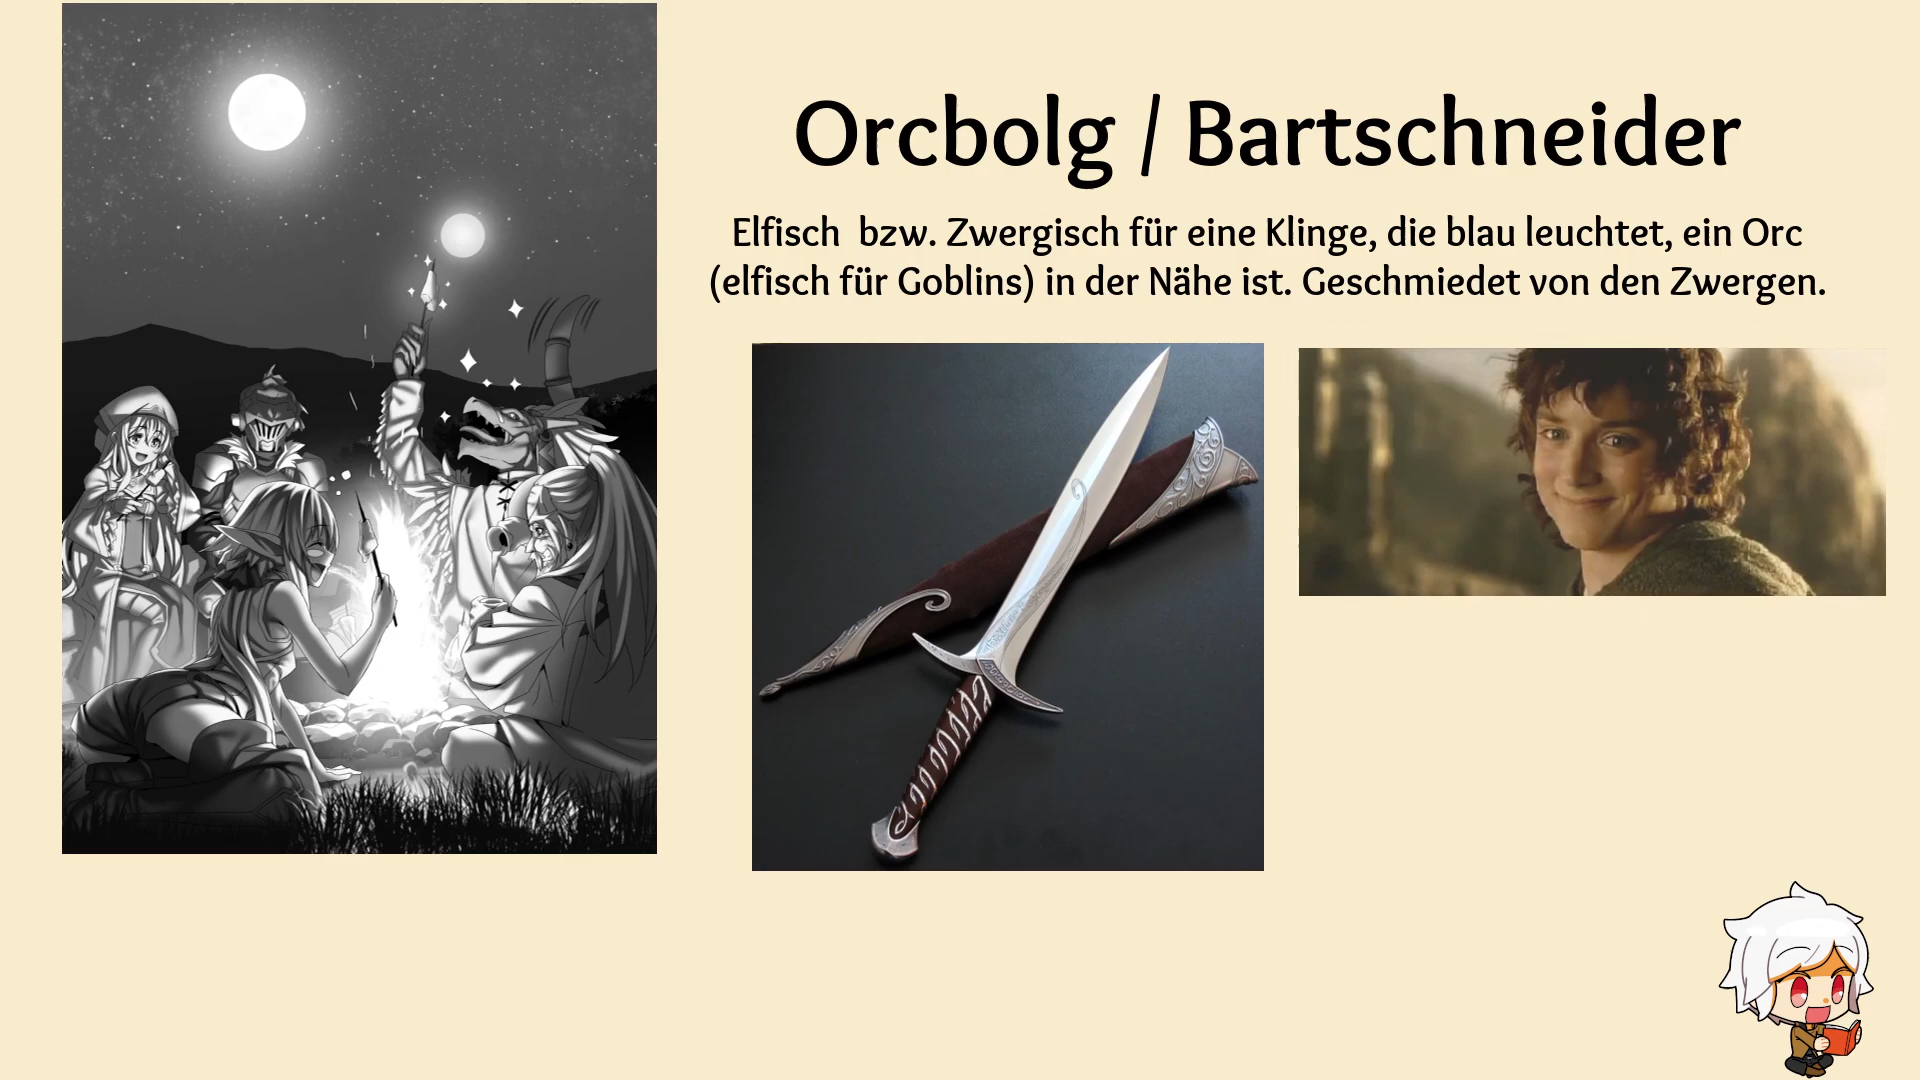 Orcbolg / Bartschneider
Elfisch bzw. Zwergisch für eine Klinge, die blau leuchtet, ein Orc
(elfisch für Goblins) in der Nähe ist. Geschmiedet von den Zwergen.